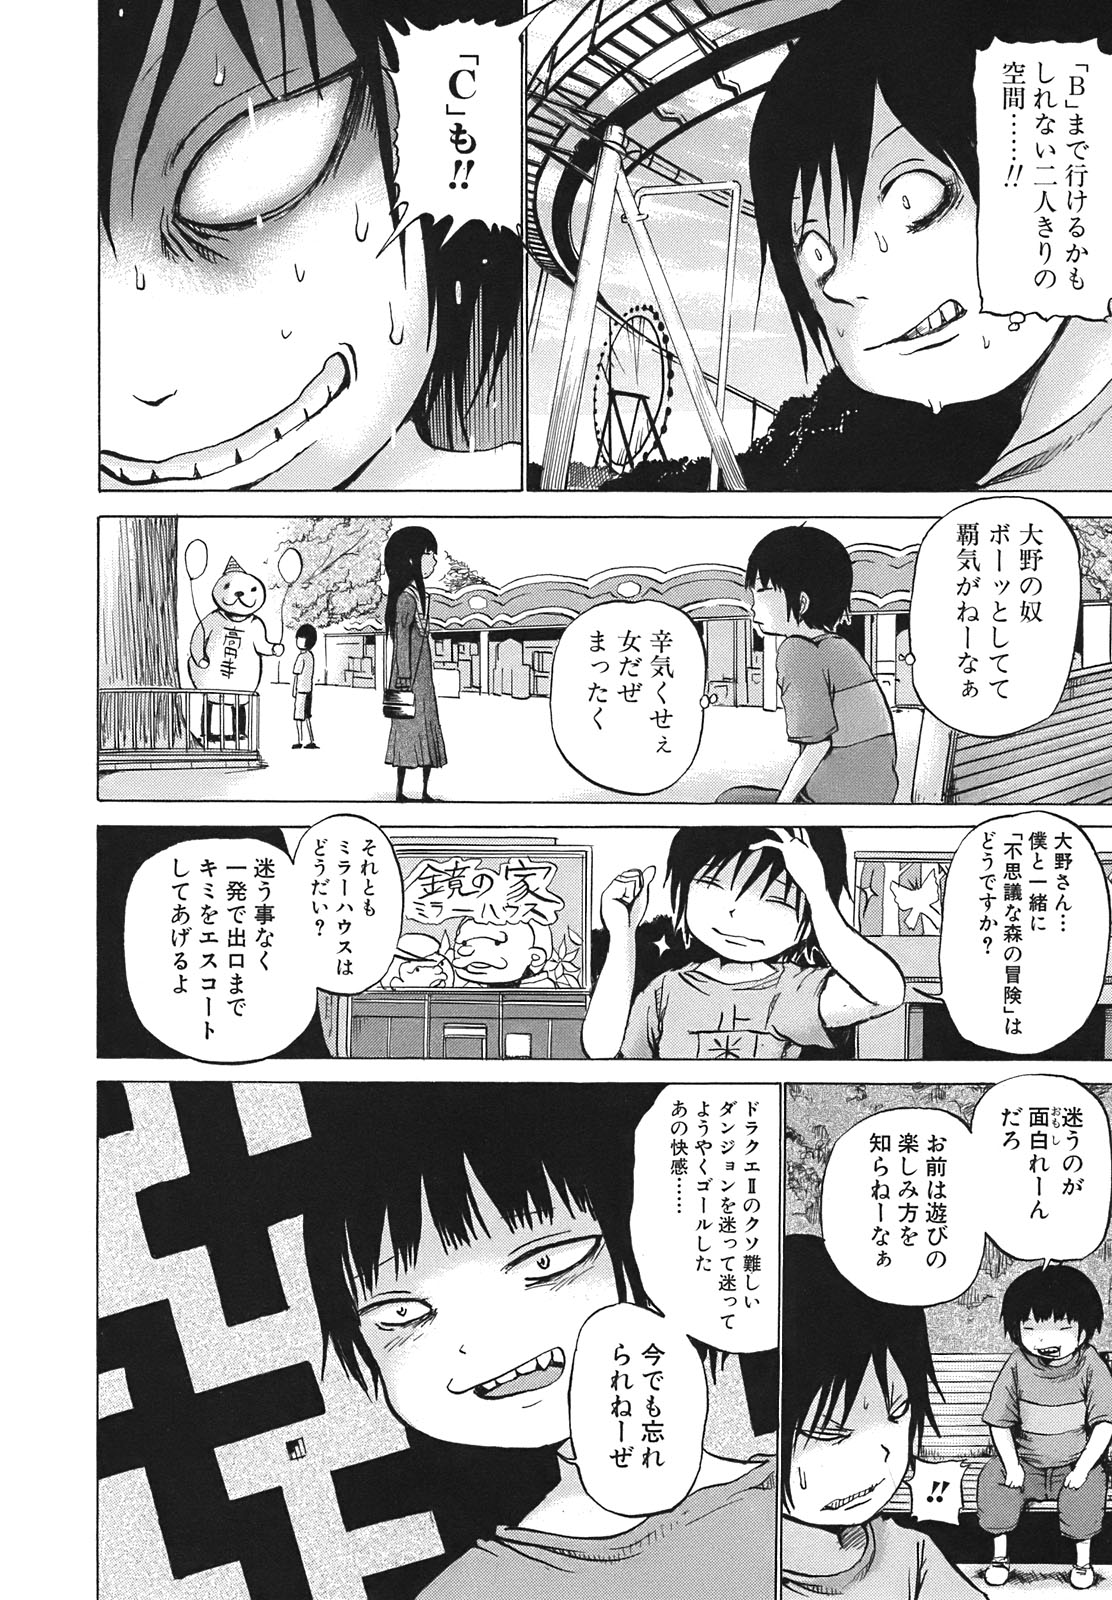 「B」まで行けるかも
しれない二人きりの
空間……!!
「C」も!!
大野の奴
ボーッとしてて
覇気がねーなぁ
辛気くせぇ
女だぜ
まったく
高円寺
大野さん…
僕と一緒に
「不思議な森の冒険」は
どうですか?
鏡の家
ミラーハウス
それとも
ミラーハウスは
どうだい?
迷う事なく
一発で出口まで
キミをエスコート
してあげるよ
迷うのが
面白れーん
おもし
だろ
お前は遊びの
楽しみ方を
知らねーなぁ
!!
ドラクエⅡのクソ難しい
ダンジョンを迷って迷って
ようやくゴールした
あの快感……
今でも忘れ
られねーぜ